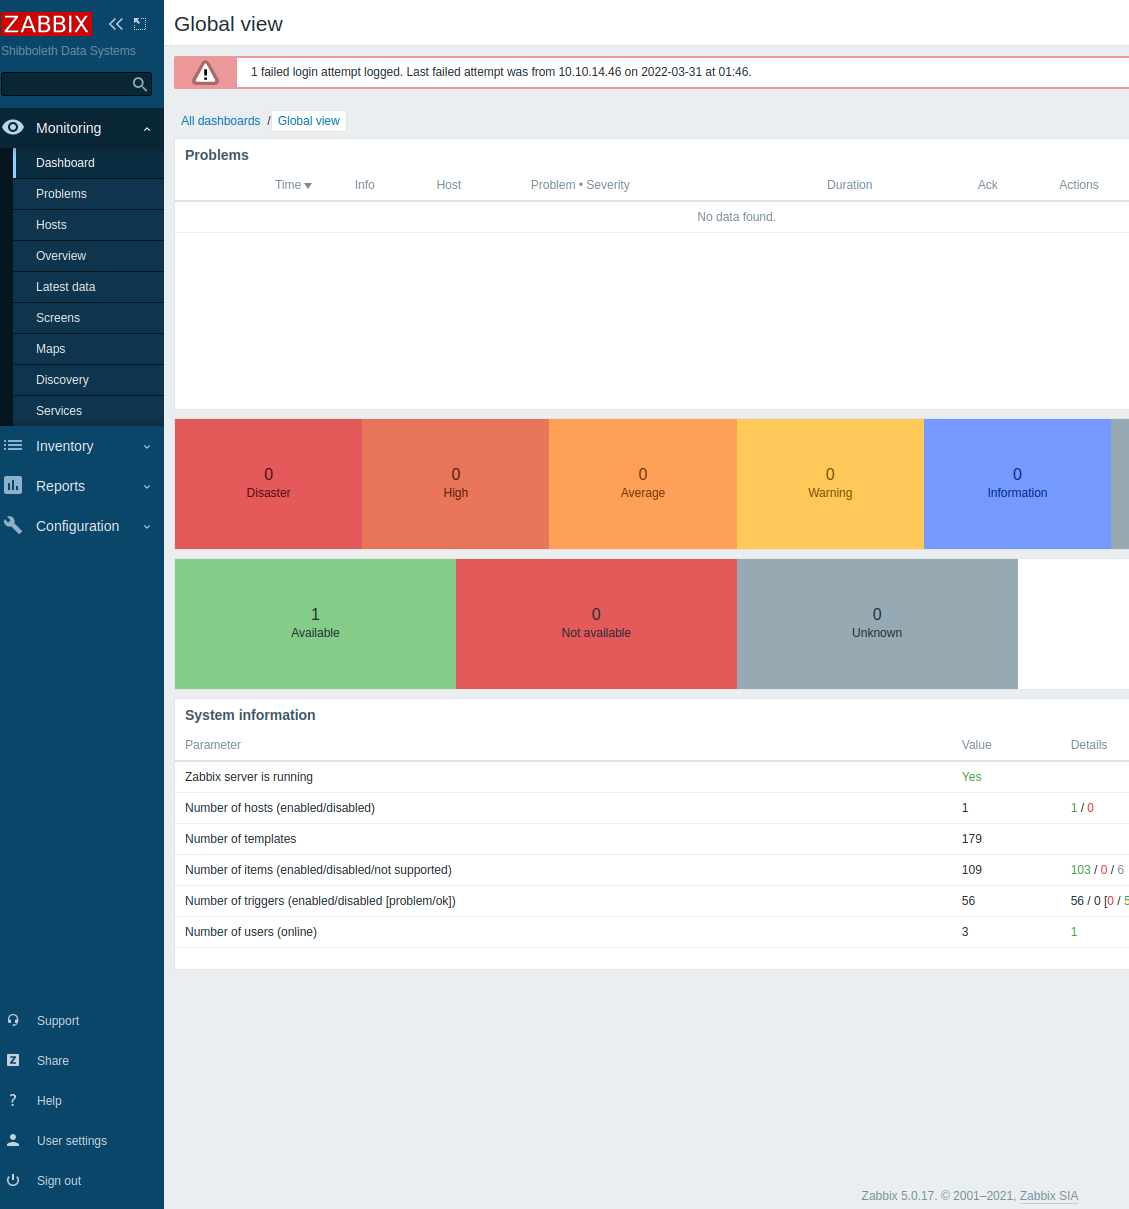 ZABBIX
Shibboleth Data Systems
Monitoring
Dashboard
Problems
Hosts
Overview
Latest data
Screens
Maps
Discovery
Services
Inventory
Reports
Configuration
Support
Share
Help
User settings
Sign out
Global view
1 failed login attempt logged. Last failed attempt was from 10.10.14.46 on 2022-03-31 at 01:46.
All dashboards / Global view
Problems
Time Info Host Problem • Severity Duration Ack Actions
No data found.
0 0 0 0 0
Disaster High Average Warning Information
1 0 0
Available Not available Unknown
System information
Parameter Value Details
Zabbix server is running Yes
Number of hosts (enabled/disabled) 1 1 / 0
Number of templates 179
Number of items (enabled/disabled/not supported) 109 103 / 0 / 6
Number of triggers (enabled/disabled [problem/ok]) 56 56 / 0 [0 / 5
Number of users (online) 3 1
Zabbix 5.0.17. © 2001–2021, Zabbix SIA